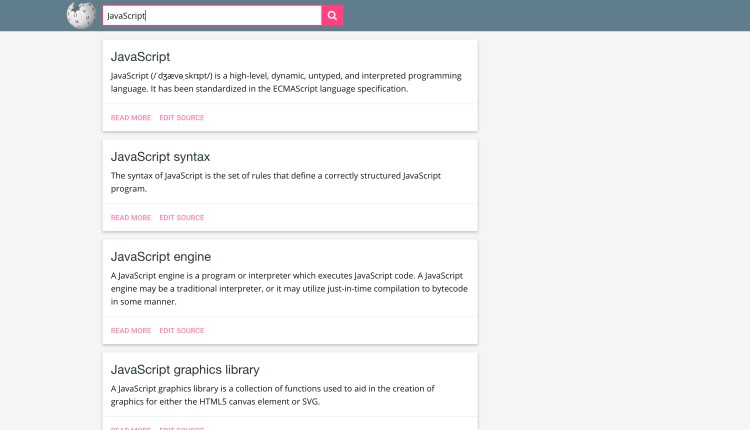 JavaScript
JavaScript
JavaScript (/ˈdʒævəˌskrɪpt/) is a high-level, dynamic, untyped, and interpreted programming
language. It has been standardized in the ECMAScript language specification.
READ MORE EDIT SOURCE
JavaScript syntax
The syntax of JavaScript is the set of rules that define a correctly structured JavaScript
program.
READ MORE EDIT SOURCE
JavaScript engine
A JavaScript engine is a program or interpreter which executes JavaScript code. A JavaScript
engine may be a traditional interpreter, or it may utilize just-in-time compilation to bytecode
in some manner.
READ MORE EDIT SOURCE
JavaScript graphics library
A JavaScript graphics library is a collection of functions used to aid in the creation of
graphics for either the HTML5 canvas element or SVG.
READ MORE EDIT SOURCE